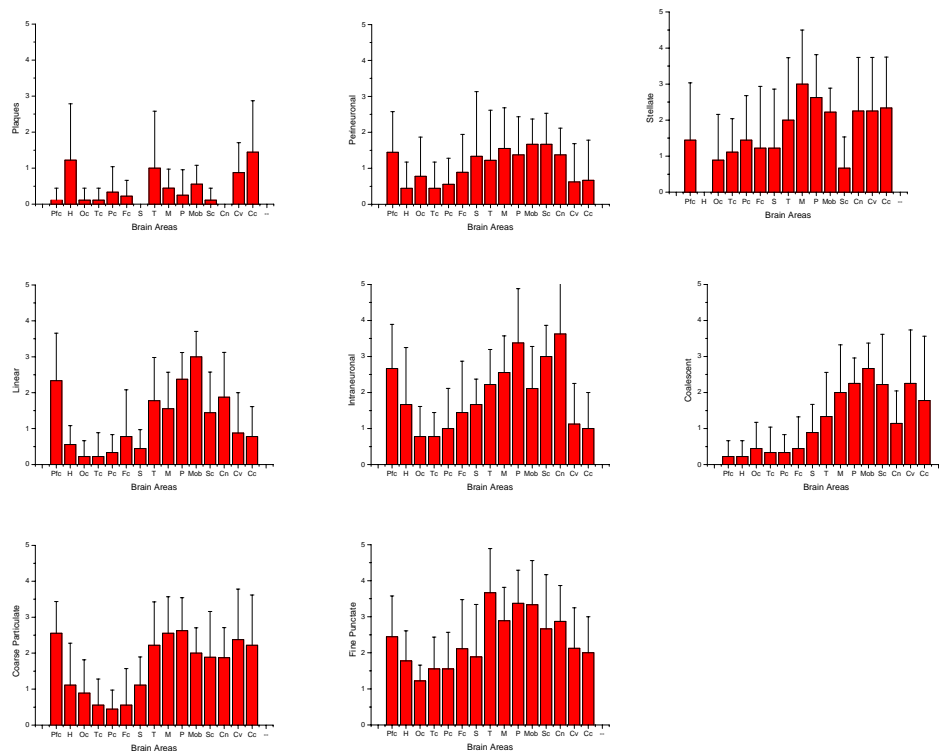 5
4
3
2
1
0
Plaques
Pfc H Oc Tc Pc Fc S T M P Mob Sc Cn Cv Cc --
Brain Areas
5
4
3
2
1
0
Perineuronal
Pfc H Oc Tc Pc Fc S T M P Mob Sc Cn Cv Cc
Brain Areas
5
4
3
2
1
0
Stellate
Pfc H Oc Tc Pc Fc S T M P Mob Sc Cn Cv Cc --
Brain Areas
5
4
3
2
1
0
Linear
Pfc H Oc Tc Pc Fc S T M P Mob Sc Cn Cv Cc
Brain Areas
5
4
3
2
1
0
Intraneuronal
Pfc H Oc Tc Pc Fc S T M P Mob Sc Cn Cv Cc
Brain Areas
5
4
3
2
1
0
Coalescent
Pfc H Oc Tc Pc Fc S T M P Mob Sc Cn Cv Cc
Brain Areas
5
4
3
2
1
0
Coarse Particulate
Pfc H Oc Tc Pc Fc S T M P Mob Sc Cn Cv Cc --
Brain Areas
5
4
3
2
1
0
Fine Punctate
Pfc H Oc Tc Pc Fc S T M P Mob Sc Cn Cv Cc
Brain Areas